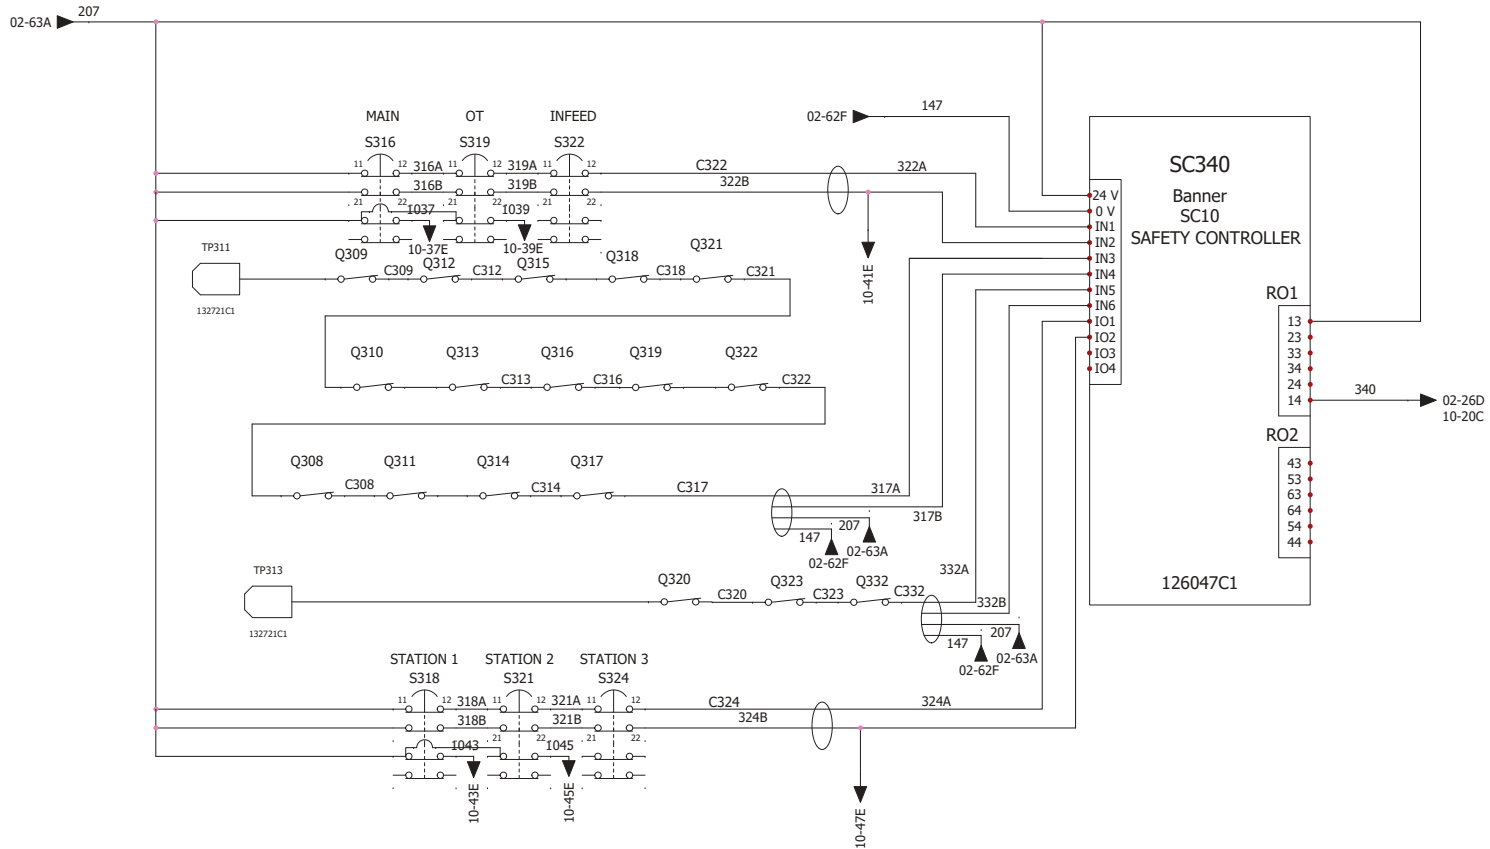 02-63A
207
MAIN
OT
INFEED
S316
S319
S322
11
12
316A
11
12
319A
11
12
316B
319B
21
22
21
22
21
22
1037
1039
10-37E
10-39E
C322
322A
322B
02-62F
147
10-41E
TP311
132721C1
Q309
C309
Q312
C312
Q315
Q318
C318
Q321
C321
Q310
Q313
C313
Q316
C316
Q319
Q322
C322
Q308
C308
Q311
Q314
C314
Q317
C317
317A
317B
207
147
02-63A
02-62F
TP313
132721C1
Q320
C320
Q323
C323
Q332
C332
332A
332B
207
147
02-63A
02-62F
STATION 1
STATION 2
STATION 3
S318
S321
S324
11
12
318A
11
12
321A
11
12
318B
321B
21
22
21
22
1043
1045
10-43E
10-45E
C324
324A
324B
10-47E
SC340
Banner
SC10
SAFETY CONTROLLER
24 V
0 V
IN1
IN2
IN3
IN4
IN5
IN6
IO1
IO2
IO3
IO4
RO1
13
23
33
34
24
14
340
02-26D
10-20C
RO2
43
53
63
64
54
44
126047C1